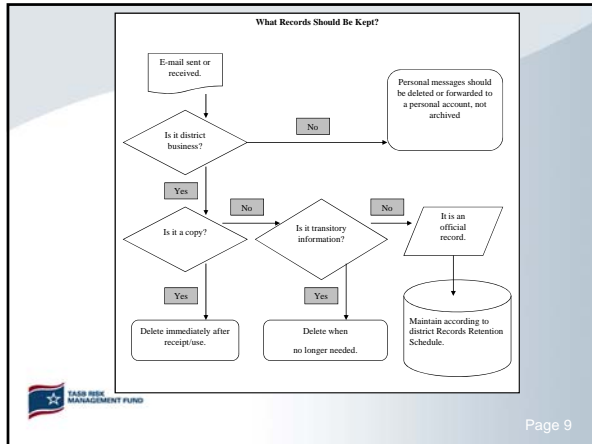 What Records Should Be Kept?
E-mail sent or
received.
Personal messages should
be deleted or forwarded to
a personal account, not
archived
No
Is it district
business?
Yes
No
No
Is it a copy?
Is it transitory
information?
It is an
official
record.
Yes
Yes
Delete immediately after
receipt/use.
Delete when
no longer needed.
Maintain according to
district Records Retention
Schedule.
TASB RISK
MANAGEMENT FUND
Page 9